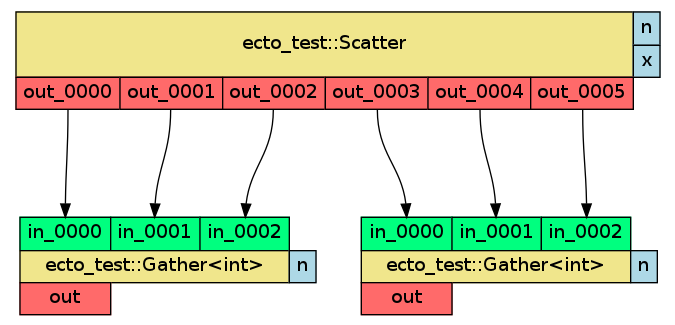 ecto_test::Scatter n
x
out_0000 out_0001 out_0002 out_0003 out_0004 out_0005
in_0000 in_0001 in_0002 in_0000 in_0001 in_0002
ecto_test::Gather<int> n ecto_test::Gather<int> n
out out